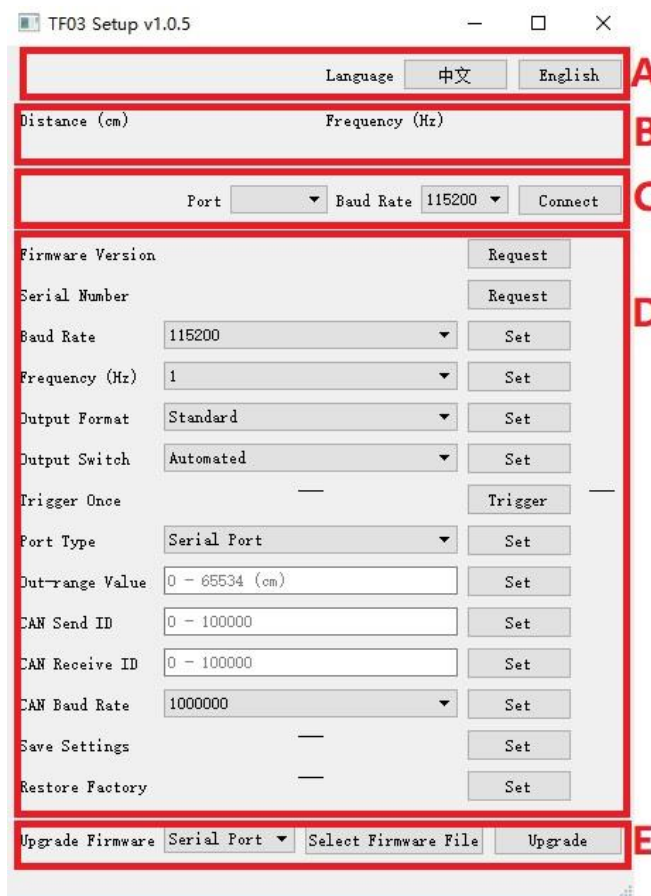 TF03 Setup v1.0.5
Language 中文 English A
Distance (cm) Frequency (Hz) B
Port Baud Rate 115200 Connect C
Firmware Version Request
Serial Number Request D
Baud Rate 115200 Set
Frequency (Hz) 1 Set
Output Format Standard Set
Output Switch Automated Set
Trigger Once — Trigger —
Port Type Serial Port Set
Out-range Value 0 - 65534 (cm) Set
CAN Send ID 0 - 100000 Set
CAN Receive ID 0 - 100000 Set
CAN Baud Rate 1000000 Set
Save Settings — Set
Restore Factory — Set
Upgrade Firmware Serial Port Select Firmware File Upgrade E